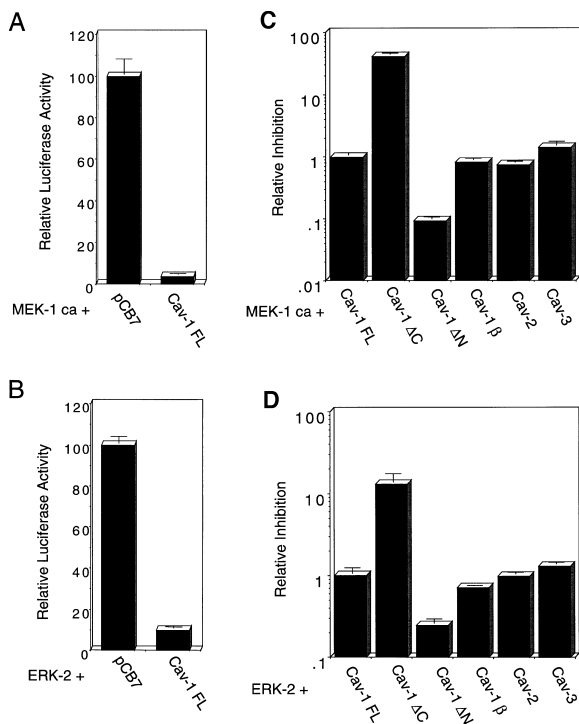 A
Relative Luciferase Activity
120
100
80
60
40
20
0
MEK-1 ca +
pCB7
Cav-1 FL
C
Relative Inhibition
100
10
1
.1
.01
MEK-1 ca +
Cav-1 FL
Cav-1 ΔC
Cav-1 ΔN
Cav-1 β
Cav-2
Cav-3
B
Relative Luciferase Activity
120
100
80
60
40
20
0
ERK-2 +
pCB7
Cav-1 FL
D
Relative Inhibition
100
10
1
.1
ERK-2 +
Cav-1 FL
Cav-1 ΔC
Cav-1 ΔN
Cav-1 β
Cav-2
Cav-3